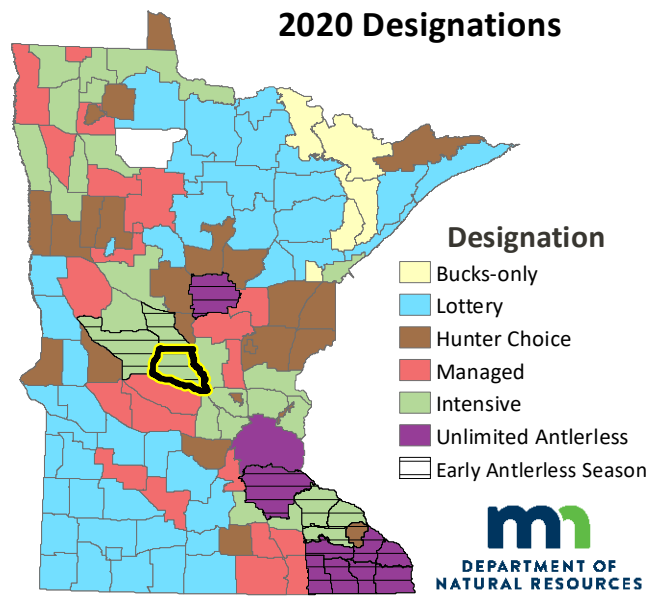 2020 Designations
Designation
Bucks-only
Lottery
Hunter Choice
Managed
Intensive
Unlimited Antlerless
Early Antlerless Season
DEPARTMENT OF
NATURAL RESOURCES